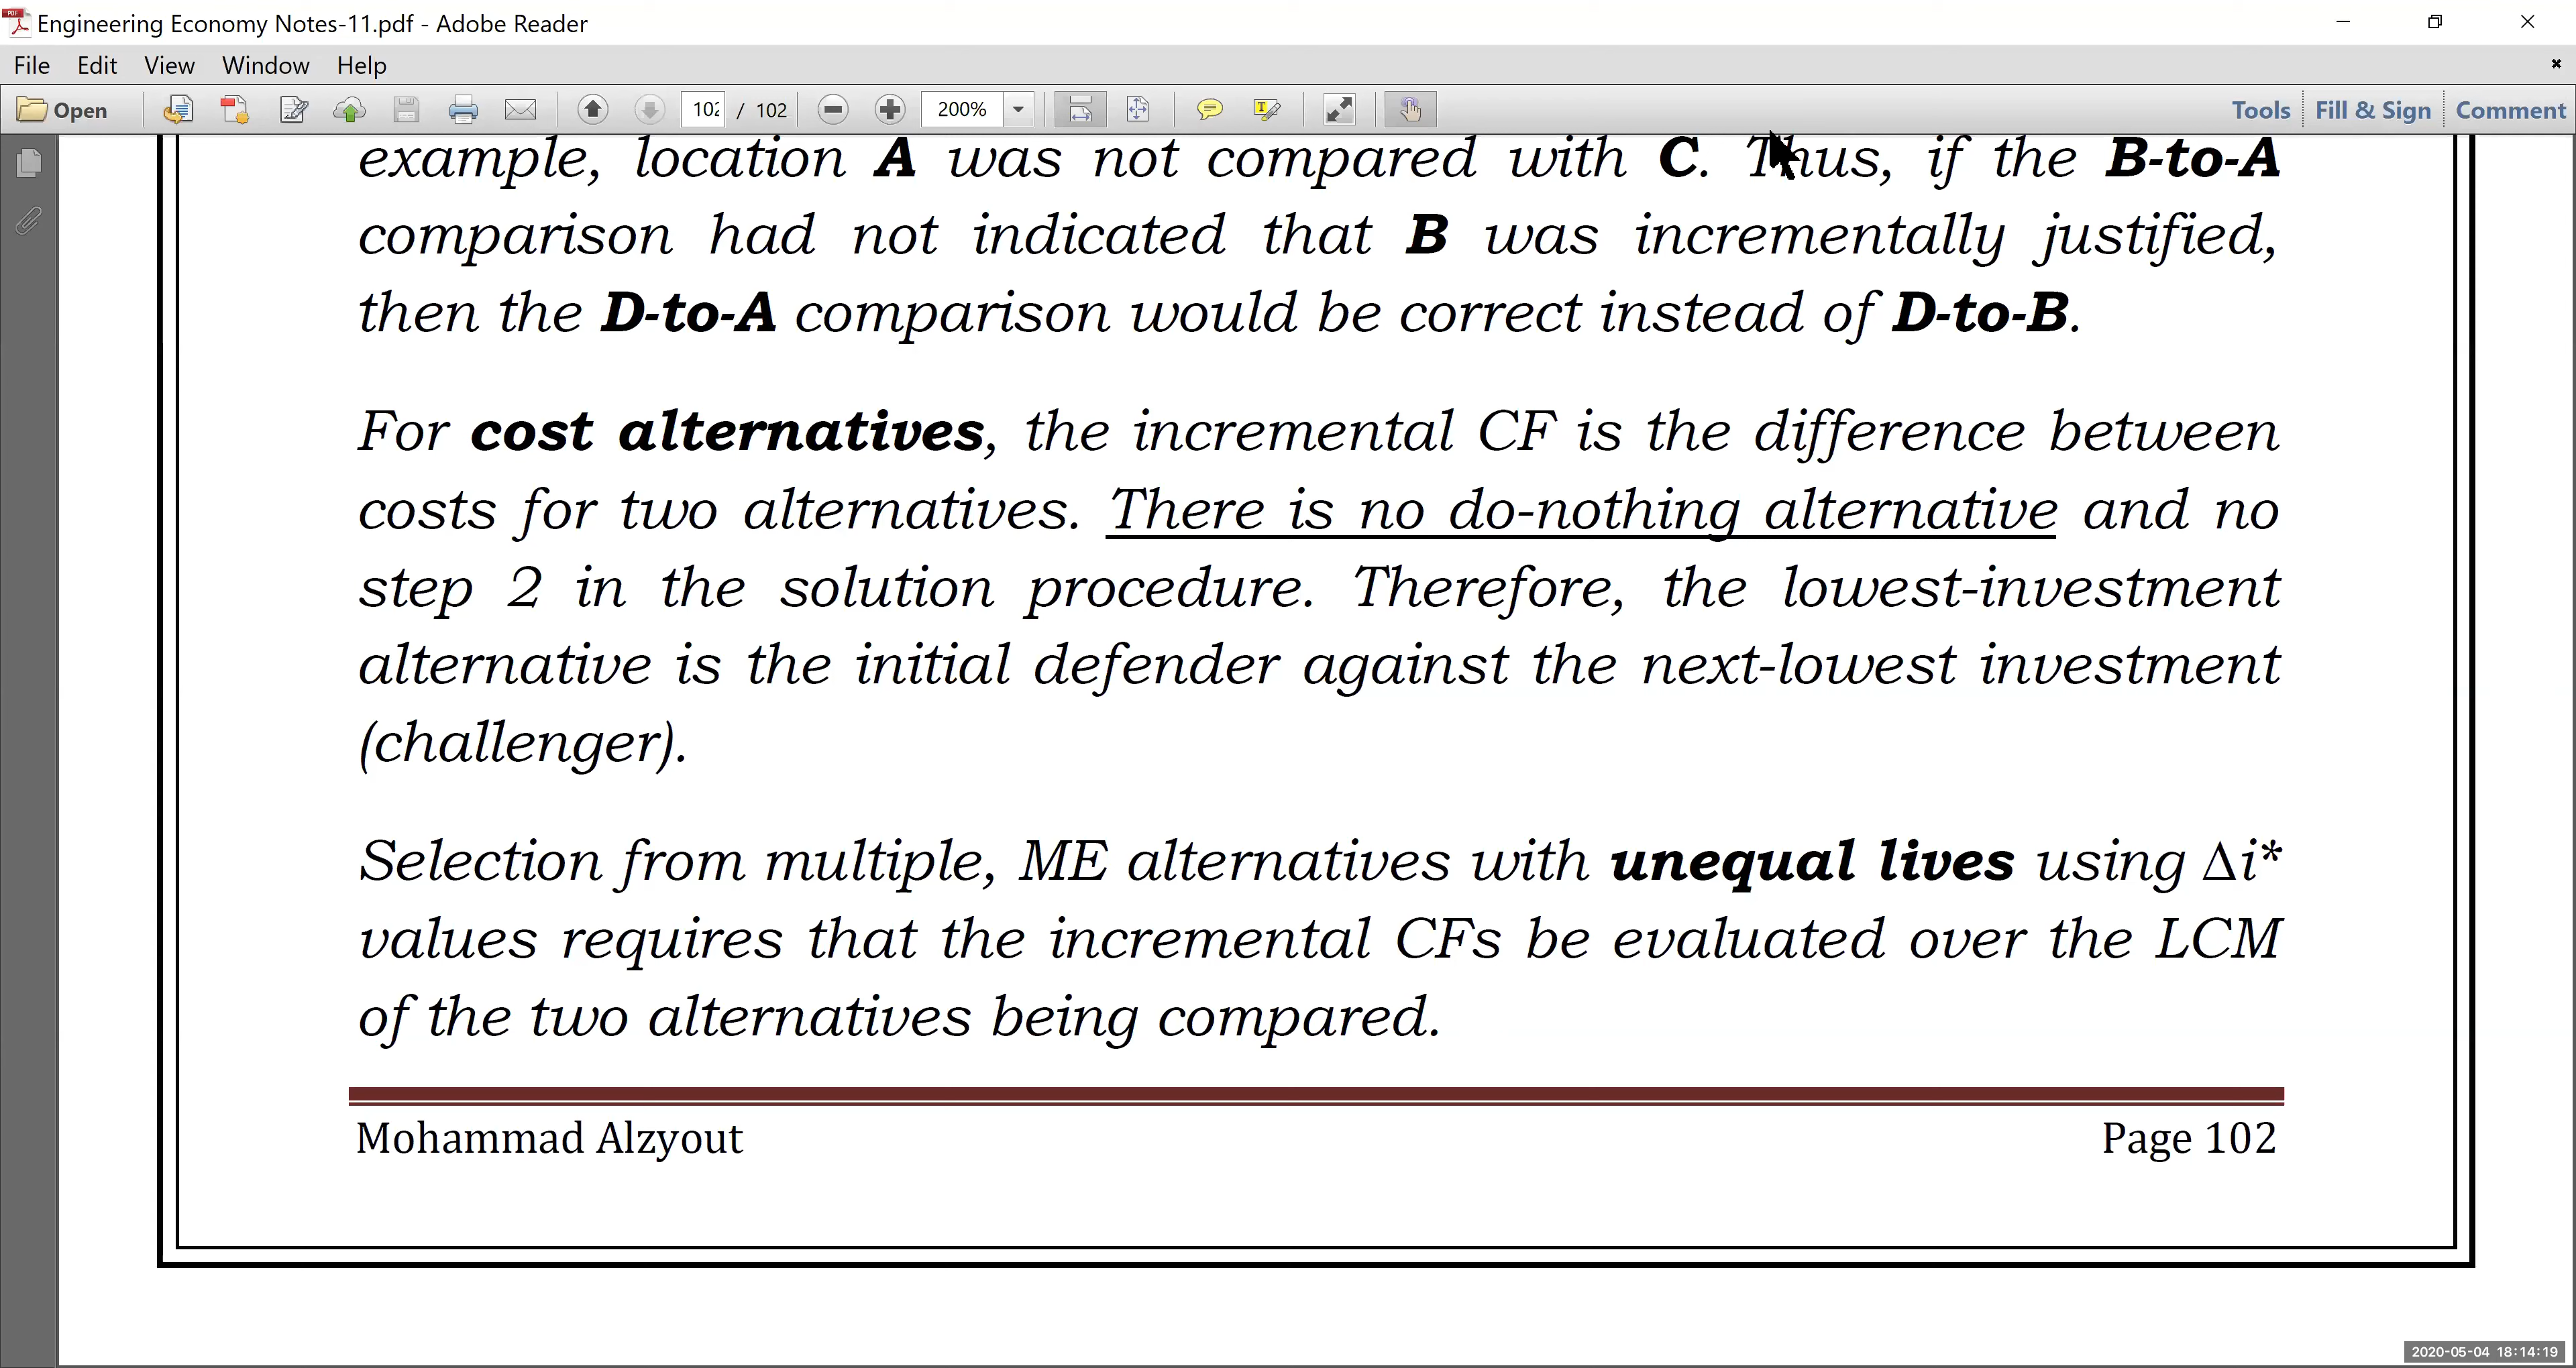 Engineering Economy Notes-11.pdf - Adobe Reader
File Edit View Window Help
Open 102 / 102 200% Tools Fill & Sign Comment
example, location A was not compared with C. Thus, if the B-to-A
comparison had not indicated that B was incrementally justified,
then the D-to-A comparison would be correct instead of D-to-B.
For cost alternatives, the incremental CF is the difference between
costs for two alternatives. There is no do-nothing alternative and no
step 2 in the solution procedure. Therefore, the lowest-investment
alternative is the initial defender against the next-lowest investment
(challenger).
Selection from multiple, ME alternatives with unequal lives using Δi*
values requires that the incremental CFs be evaluated over the LCM
of the two alternatives being compared.
Mohammad Alzyout Page 102
2020-05-04 18:14:19